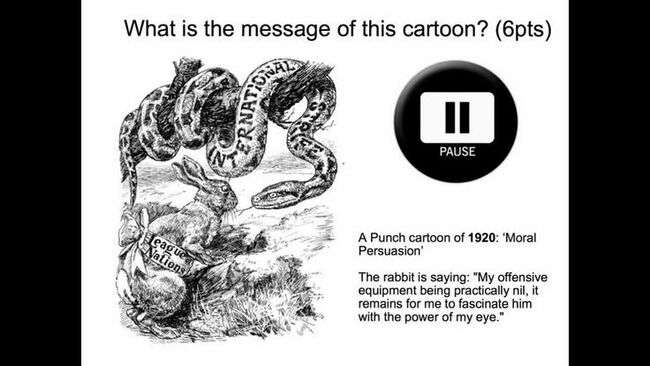 What is the message of this cartoon? (6pts)
INTERNATIONAL
STRIFE
PAUSE
League of
Nations
A Punch cartoon of 1920: 'Moral
Persuasion'
The rabbit is saying: "My offensive
equipment being practically nil, it
remains for me to fascinate him
with the power of my eye."